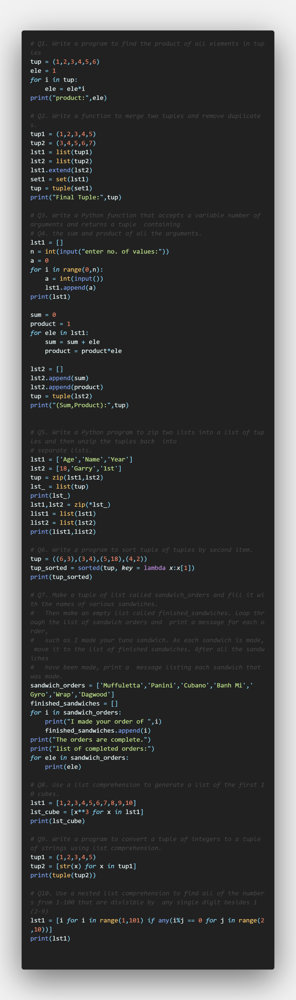 # Q1. Write a program to find the product of all elements in tup
les
tup = (1,2,3,4,5,6)
ele = 1
for i in tup:
    ele = ele*i
print("product:",ele)

# Q2. Write a function to merge two tuples and remove duplicate
s.
tup1 = (1,2,3,4,5)
tup2 = (3,4,5,6,7)
lst1 = list(tup1)
lst2 = list(tup2)
lst1.extend(lst2)
set1 = set(lst1)
tup = tuple(set1)
print("Final Tuple:",tup)

# Q3. Write a Python function that accepts a variable number of
arguments and returns a tuple  containing
# Q4. the sum and product of all the arguments.
lst1 = []
n = int(input("enter no. of values:"))
a = 0
for i in range(0,n):
    a = int(input())
    lst1.append(a)
print(lst1)

sum = 0
product = 1
for ele in lst1:
    sum = sum + ele
    product = product*ele

lst2 = []
lst2.append(sum)
lst2.append(product)
tup = tuple(lst2)
print("(Sum,Product):",tup)


# Q5. Write a Python program to zip two lists into a list of tup
les and then unzip the tuples back  into
# separate lists.
lst1 = ['Age','Name','Year']
lst2 = [18,'Garry','1st']
tup = zip(lst1,lst2)
lst_ = list(tup)
print(lst_)
lst1,lst2 = zip(*lst_)
list1 = list(lst1)
list2 = list(lst2)
print(list1,list2)

# Q6. Write a program to sort tuple of tuples by second item.
tup = ((6,3),(3,4),(5,18),(4,2))
tup_sorted = sorted(tup, key = lambda x:x[1])
print(tup_sorted)

# Q7. Make a tuple of list called sandwich_orders and fill it wi
th the names of various sandwiches.
#   Then make an empty list called finished_sandwiches. Loop thr
ough the list of sandwich orders and  print a message for each o
rder,
#   such as I made your tuna sandwich. As each sandwich is made,
 move it to the list of finished sandwiches. After all the sandw
iches
#   have been made, print a  message listing each sandwich that
was made.
sandwich_orders = ['Muffuletta','Panini','Cubano','Banh Mi','
Gyro','Wrap','Dagwood']
finished_sandwiches = []
for i in sandwich_orders:
    print("I made your order of ",i)
    finished_sandwiches.append(i)
print("The orders are complete.")
print("list of completed orders:")
for ele in sandwich_orders:
    print(ele)

# Q8. Use a list comprehension to generate a list of the first 1
0 cubes.
lst1 = [1,2,3,4,5,6,7,8,9,10]
lst_cube = [x**3 for x in lst1]
print(lst_cube)

# Q9. Write a program to convert a tuple of integers to a tuple
of strings using list comprehension.
tup1 = (1,2,3,4,5)
tup2 = [str(x) for x in tup1]
print(tuple(tup2))

# Q10. Use a nested list comprehension to find all of the number
s from 1-100 that are divisible by  any single digit besides 1
(2-9)
lst1 = [i for i in range(1,101) if any(i%j == 0 for j in range(2
,10))]
print(lst1)